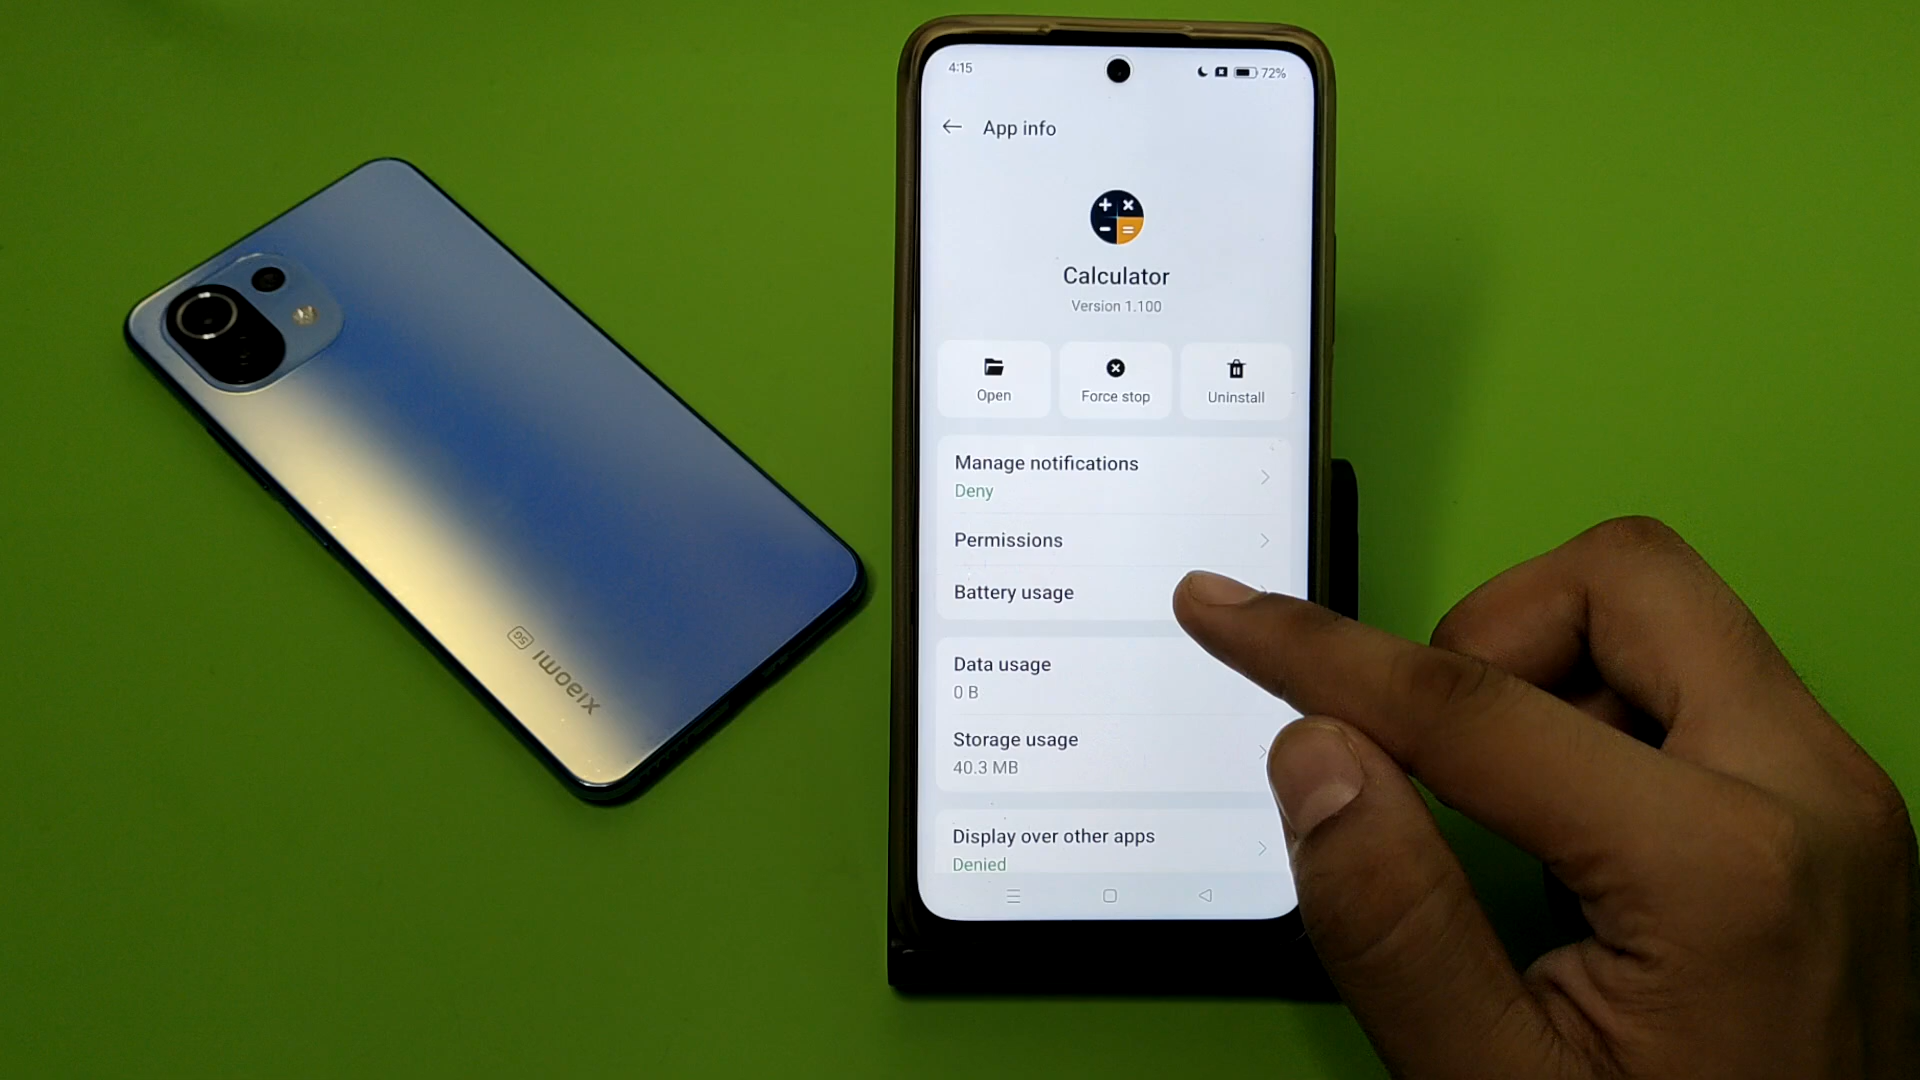 4:15
72%
App info
Calculator
Version 1.100
Open
Force stop
Uninstall
Manage notifications
Deny
Permissions
Battery usage
Data usage
0 B
Storage usage
40.3 MB
Display over other apps
Denied
xiaomi 5G